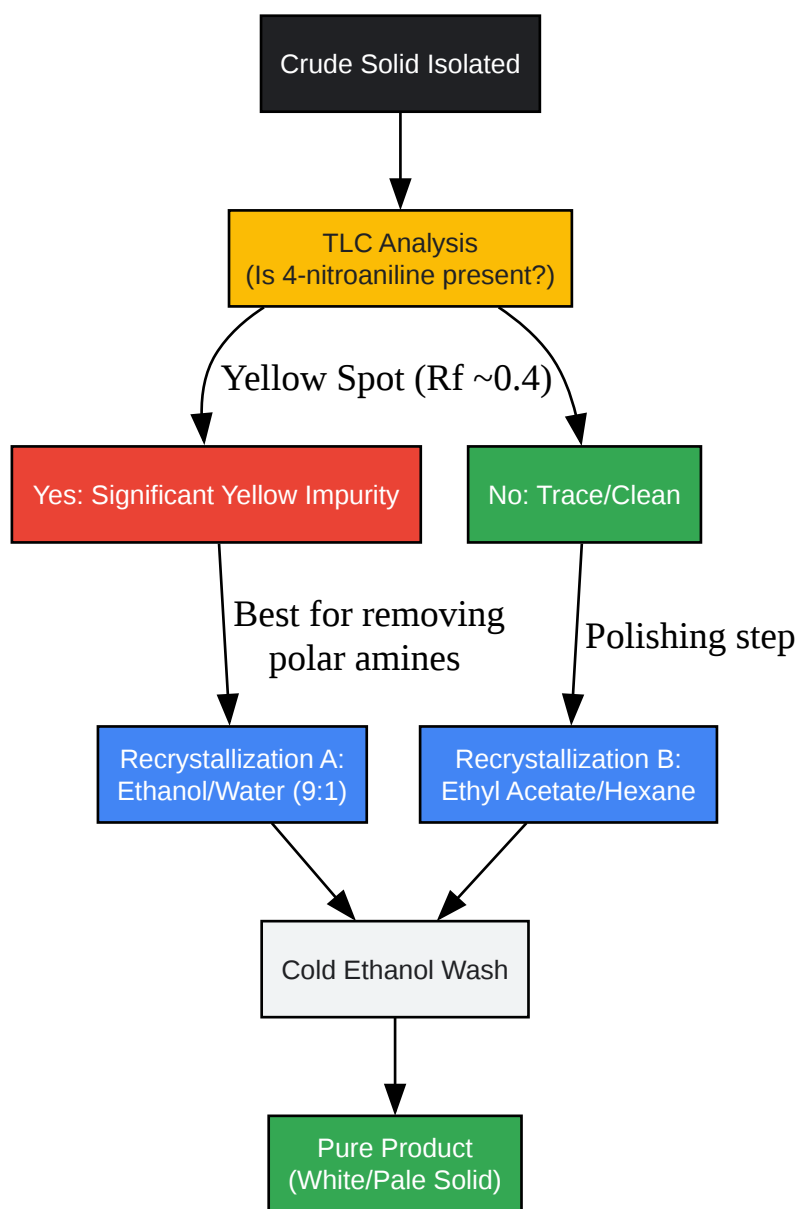 Crude Solid Isolated
TLC Analysis
(Is 4-nitroaniline present?)
Yellow Spot (Rf ~0.4)
Yes: Significant Yellow Impurity
No: Trace/Clean
Best for removing
polar amines
Polishing step
Recrystallization A:
Ethanol/Water (9:1)
Recrystallization B:
Ethyl Acetate/Hexane
Cold Ethanol Wash
Pure Product
(White/Pale Solid)